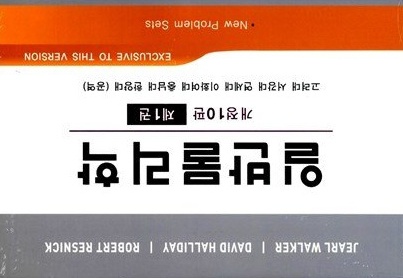 JEARL WALKER | DAVID HALLIDAY | ROBERT RESNICK
일반물리학
개정10판 제1권
고려대 서강대 연세대 이화여대 충남대 한양대 (공역)
EXCLUSIVE TO THIS VERSION
• New Problem Sets